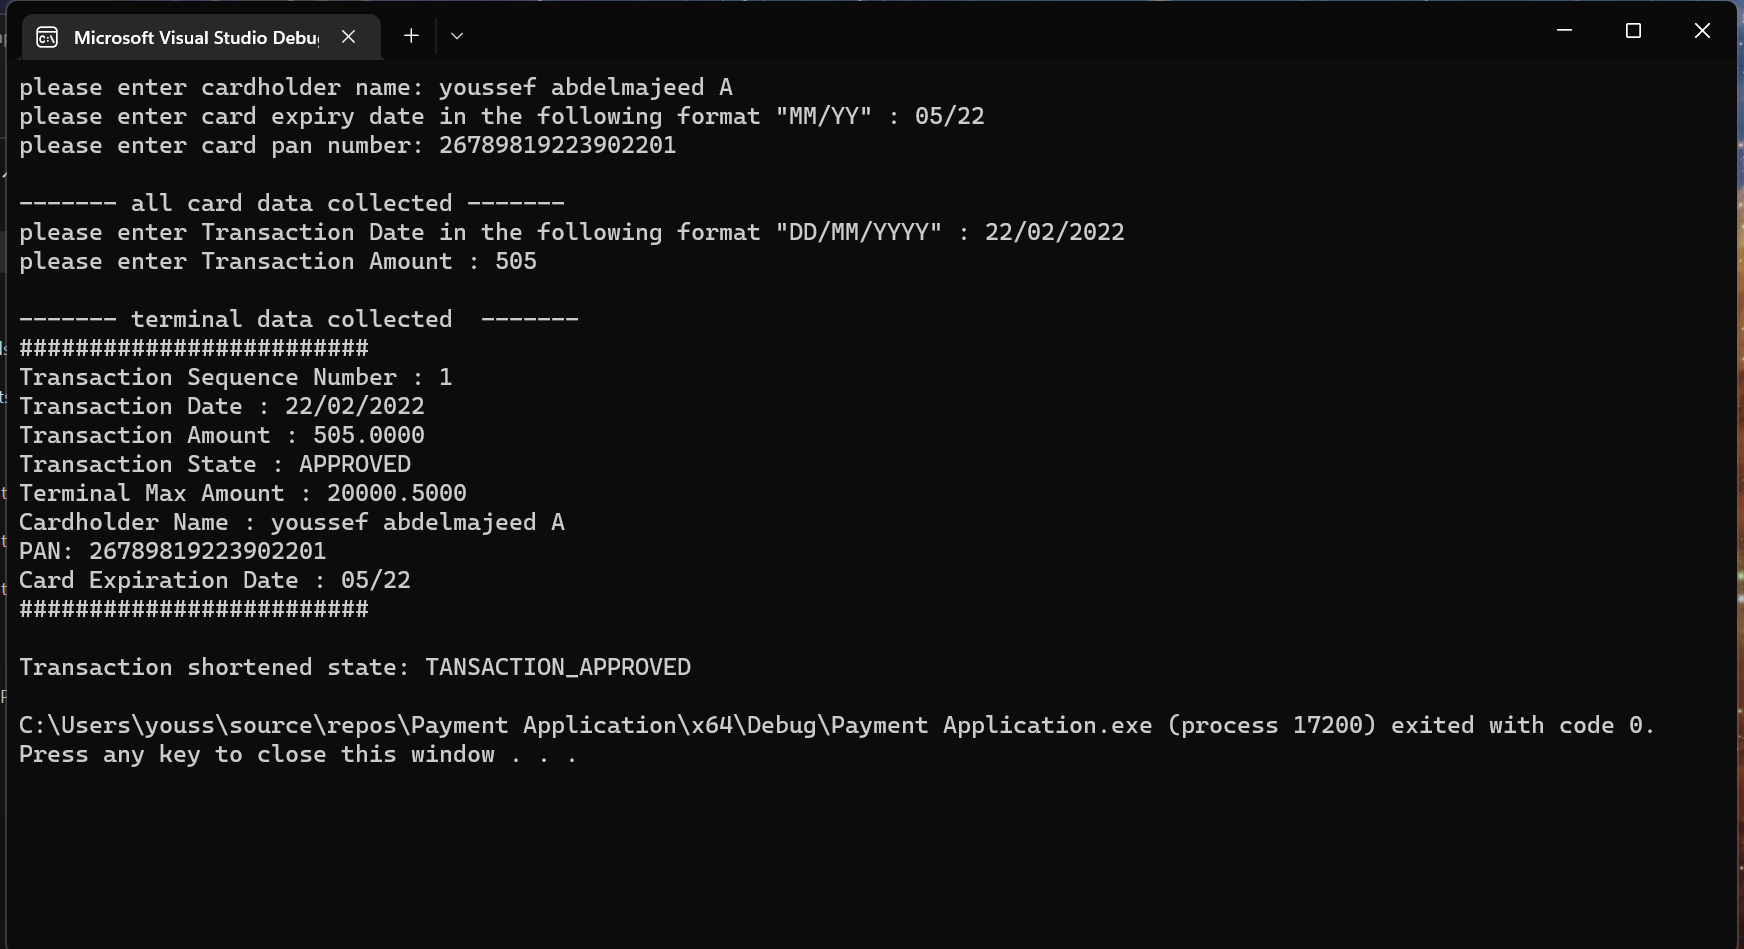 Microsoft Visual Studio Debu
please enter cardholder name: youssef abdelmajeed A
please enter card expiry date in the following format "MM/YY" : 05/22
please enter card pan number: 26789819223902201
------- all card data collected -------
please enter Transaction Date in the following format "DD/MM/YYYY" : 22/02/2022
please enter Transaction Amount : 505
------- terminal data collected  -------
#########################
Transaction Sequence Number : 1
Transaction Date : 22/02/2022
Transaction Amount : 505.0000
Transaction State : APPROVED
Terminal Max Amount : 20000.5000
Cardholder Name : youssef abdelmajeed A
PAN: 26789819223902201
Card Expiration Date : 05/22
#########################
Transaction shortened state: TANSACTION_APPROVED
C:\Users\youss\source\repos\Payment Application\x64\Debug\Payment Application.exe (process 17200) exited with code 0.
Press any key to close this window . . .